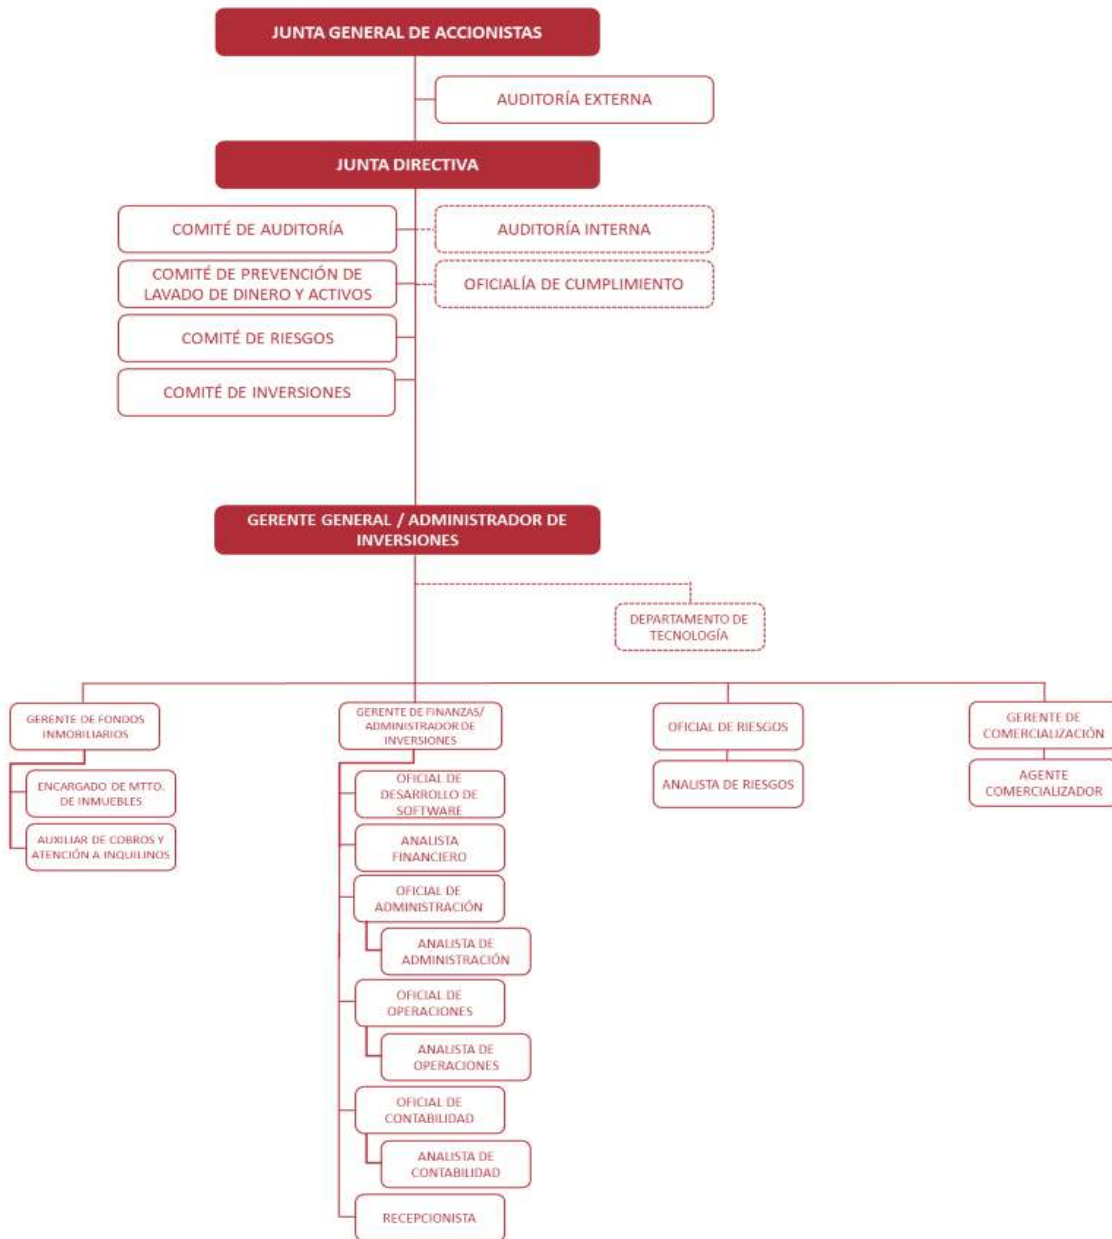 JUNTA GENERAL DE ACCIONISTAS
AUDITORÍA EXTERNA
JUNTA DIRECTIVA
COMITÉ DE AUDITORÍA
AUDITORÍA INTERNA
COMITÉ DE PREVENCIÓN DE
LAVADO DE DINERO Y ACTIVOS
OFICIALÍA DE CUMPLIMIENTO
COMITÉ DE RIESGOS
COMITÉ DE INVERSIONES
GERENTE GENERAL / ADMINISTRADOR DE
INVERSIONES
DEPARTAMENTO DE
TECNOLOGÍA
GERENTE DE FONDOS
INMOBILIARIOS
ENCARGADO DE MTTO.
DE INMUEBLES
AUXILIAR DE COBROS Y
ATENCIÓN A INQUILINOS
GERENTE DE FINANZAS/
ADMINISTRADOR DE
INVERSIONES
OFICIAL DE
DESARROLLO DE
SOFTWARE
ANALISTA
FINANCIERO
OFICIAL DE
ADMINISTRACIÓN
ANALISTA DE
ADMINISTRACIÓN
OFICIAL DE
OPERACIONES
ANALISTA DE
OPERACIONES
OFICIAL DE
CONTABILIDAD
ANALISTA DE
CONTABILIDAD
RECEPCIONISTA
OFICIAL DE RIESGOS
ANALISTA DE RIESGOS
GERENTE DE
COMERCIALIZACIÓN
AGENTE
COMERCIALIZADOR